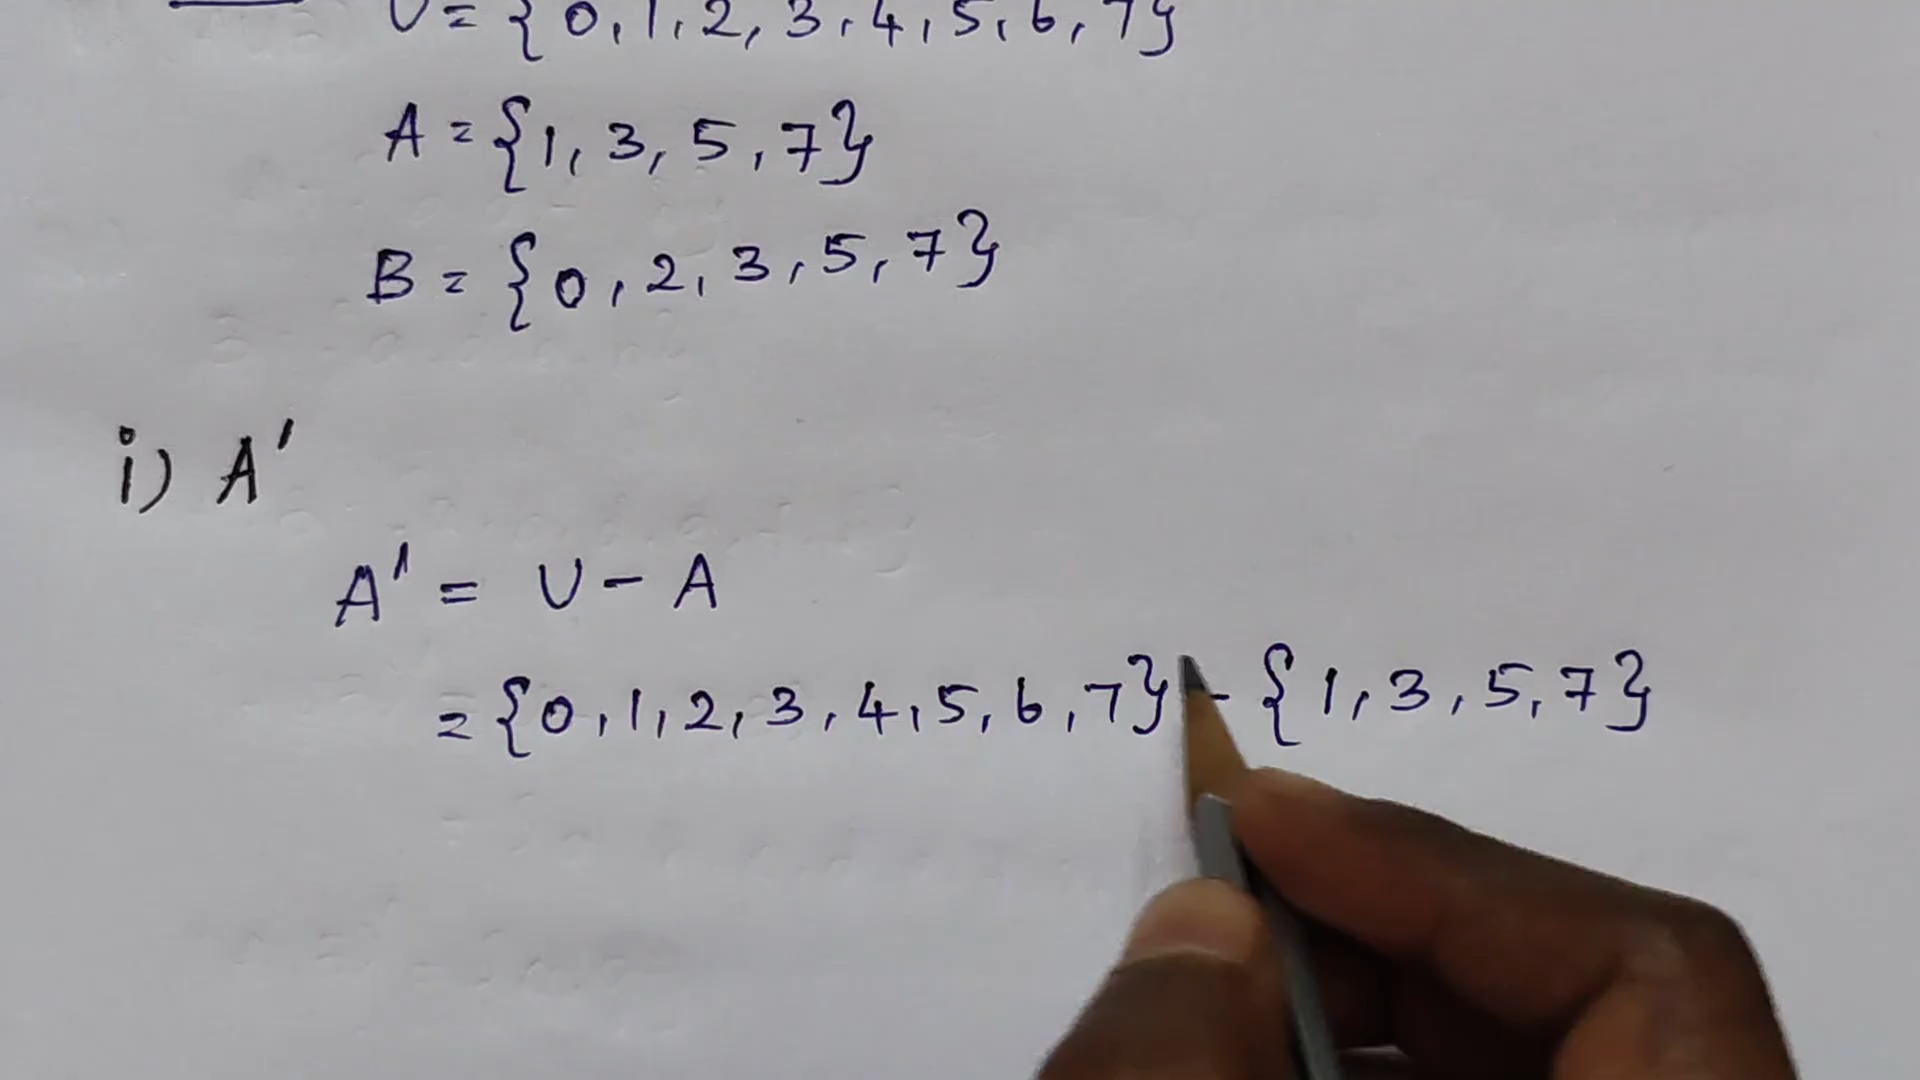 U = {0, 1, 2, 3, 4, 5, 6, 7}
A = {1, 3, 5, 7}
B = {0, 2, 3, 5, 7}
i) A'
A' = U - A
= {0, 1, 2, 3, 4, 5, 6, 7} - {1, 3, 5, 7}